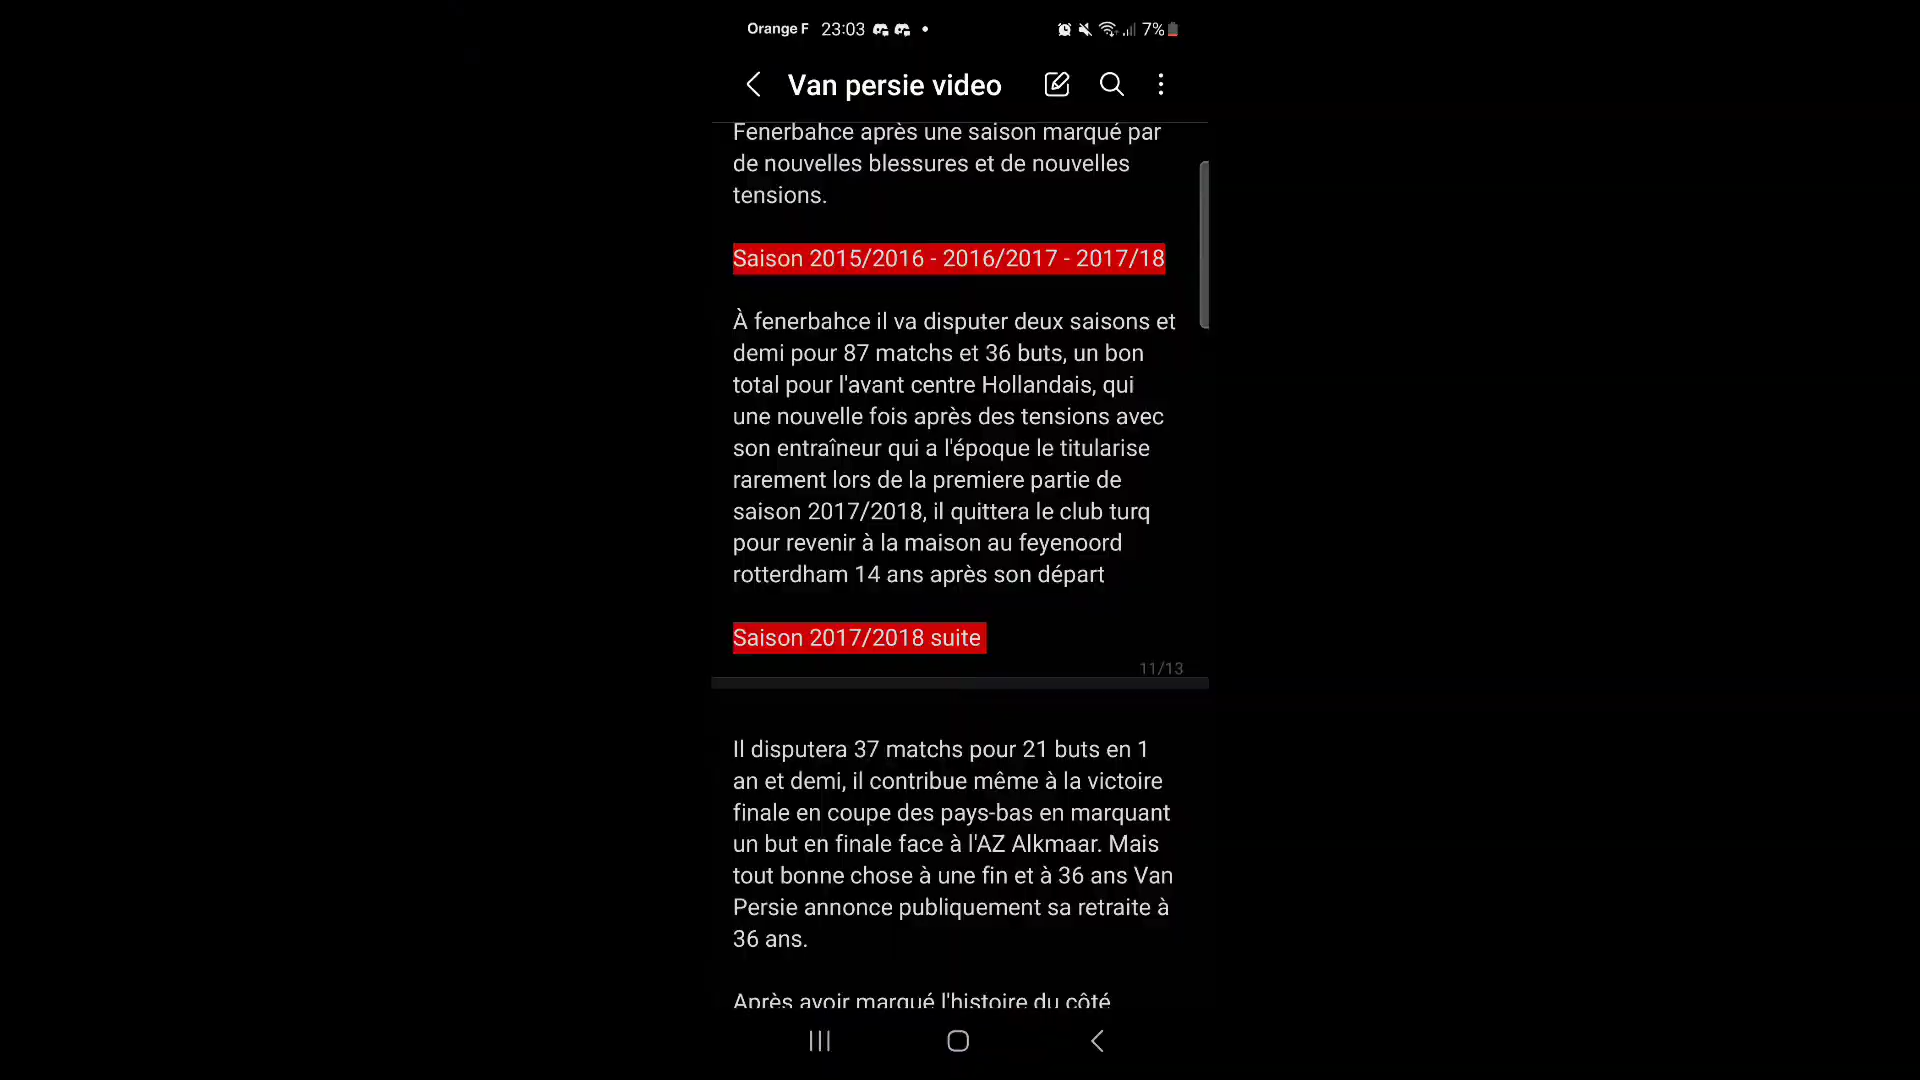 Orange F 23:03 7%
Van persie video
Fenerbahce après une saison marqué par
de nouvelles blessures et de nouvelles
tensions.
Saison 2015/2016 - 2016/2017 - 2017/18
À fenerbahce il va disputer deux saisons et
demi pour 87 matchs et 36 buts, un bon
total pour l'avant centre Hollandais, qui
une nouvelle fois après des tensions avec
son entraîneur qui a l'époque le titularise
rarement lors de la premiere partie de
saison 2017/2018, il quittera le club turq
pour revenir à la maison au feyenoord
rotterdham 14 ans après son départ
Saison 2017/2018 suite
11/13
Il disputera 37 matchs pour 21 buts en 1
an et demi, il contribue même à la victoire
finale en coupe des pays-bas en marquant
un but en finale face à l'AZ Alkmaar. Mais
tout bonne chose à une fin et à 36 ans Van
Persie annonce publiquement sa retraite à
36 ans.
Après avoir marqué l'histoire du côté